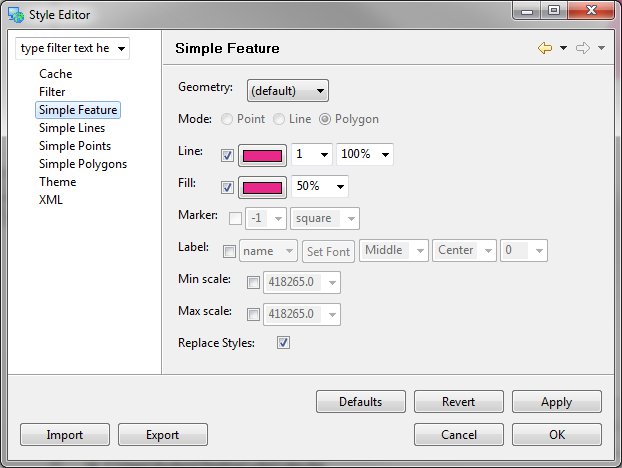 Style Editor
type filter text he
Cache
Filter
Simple Feature
Simple Lines
Simple Points
Simple Polygons
Theme
XML
Simple Feature
Geometry: (default)
Mode: Point Line Polygon
Line: 1 100%
Fill: 50%
Marker: -1 square
Label: name Set Font Middle Center 0
Min scale: 418265.0
Max scale: 418265.0
Replace Styles:
Defaults Revert Apply
Import Export Cancel OK